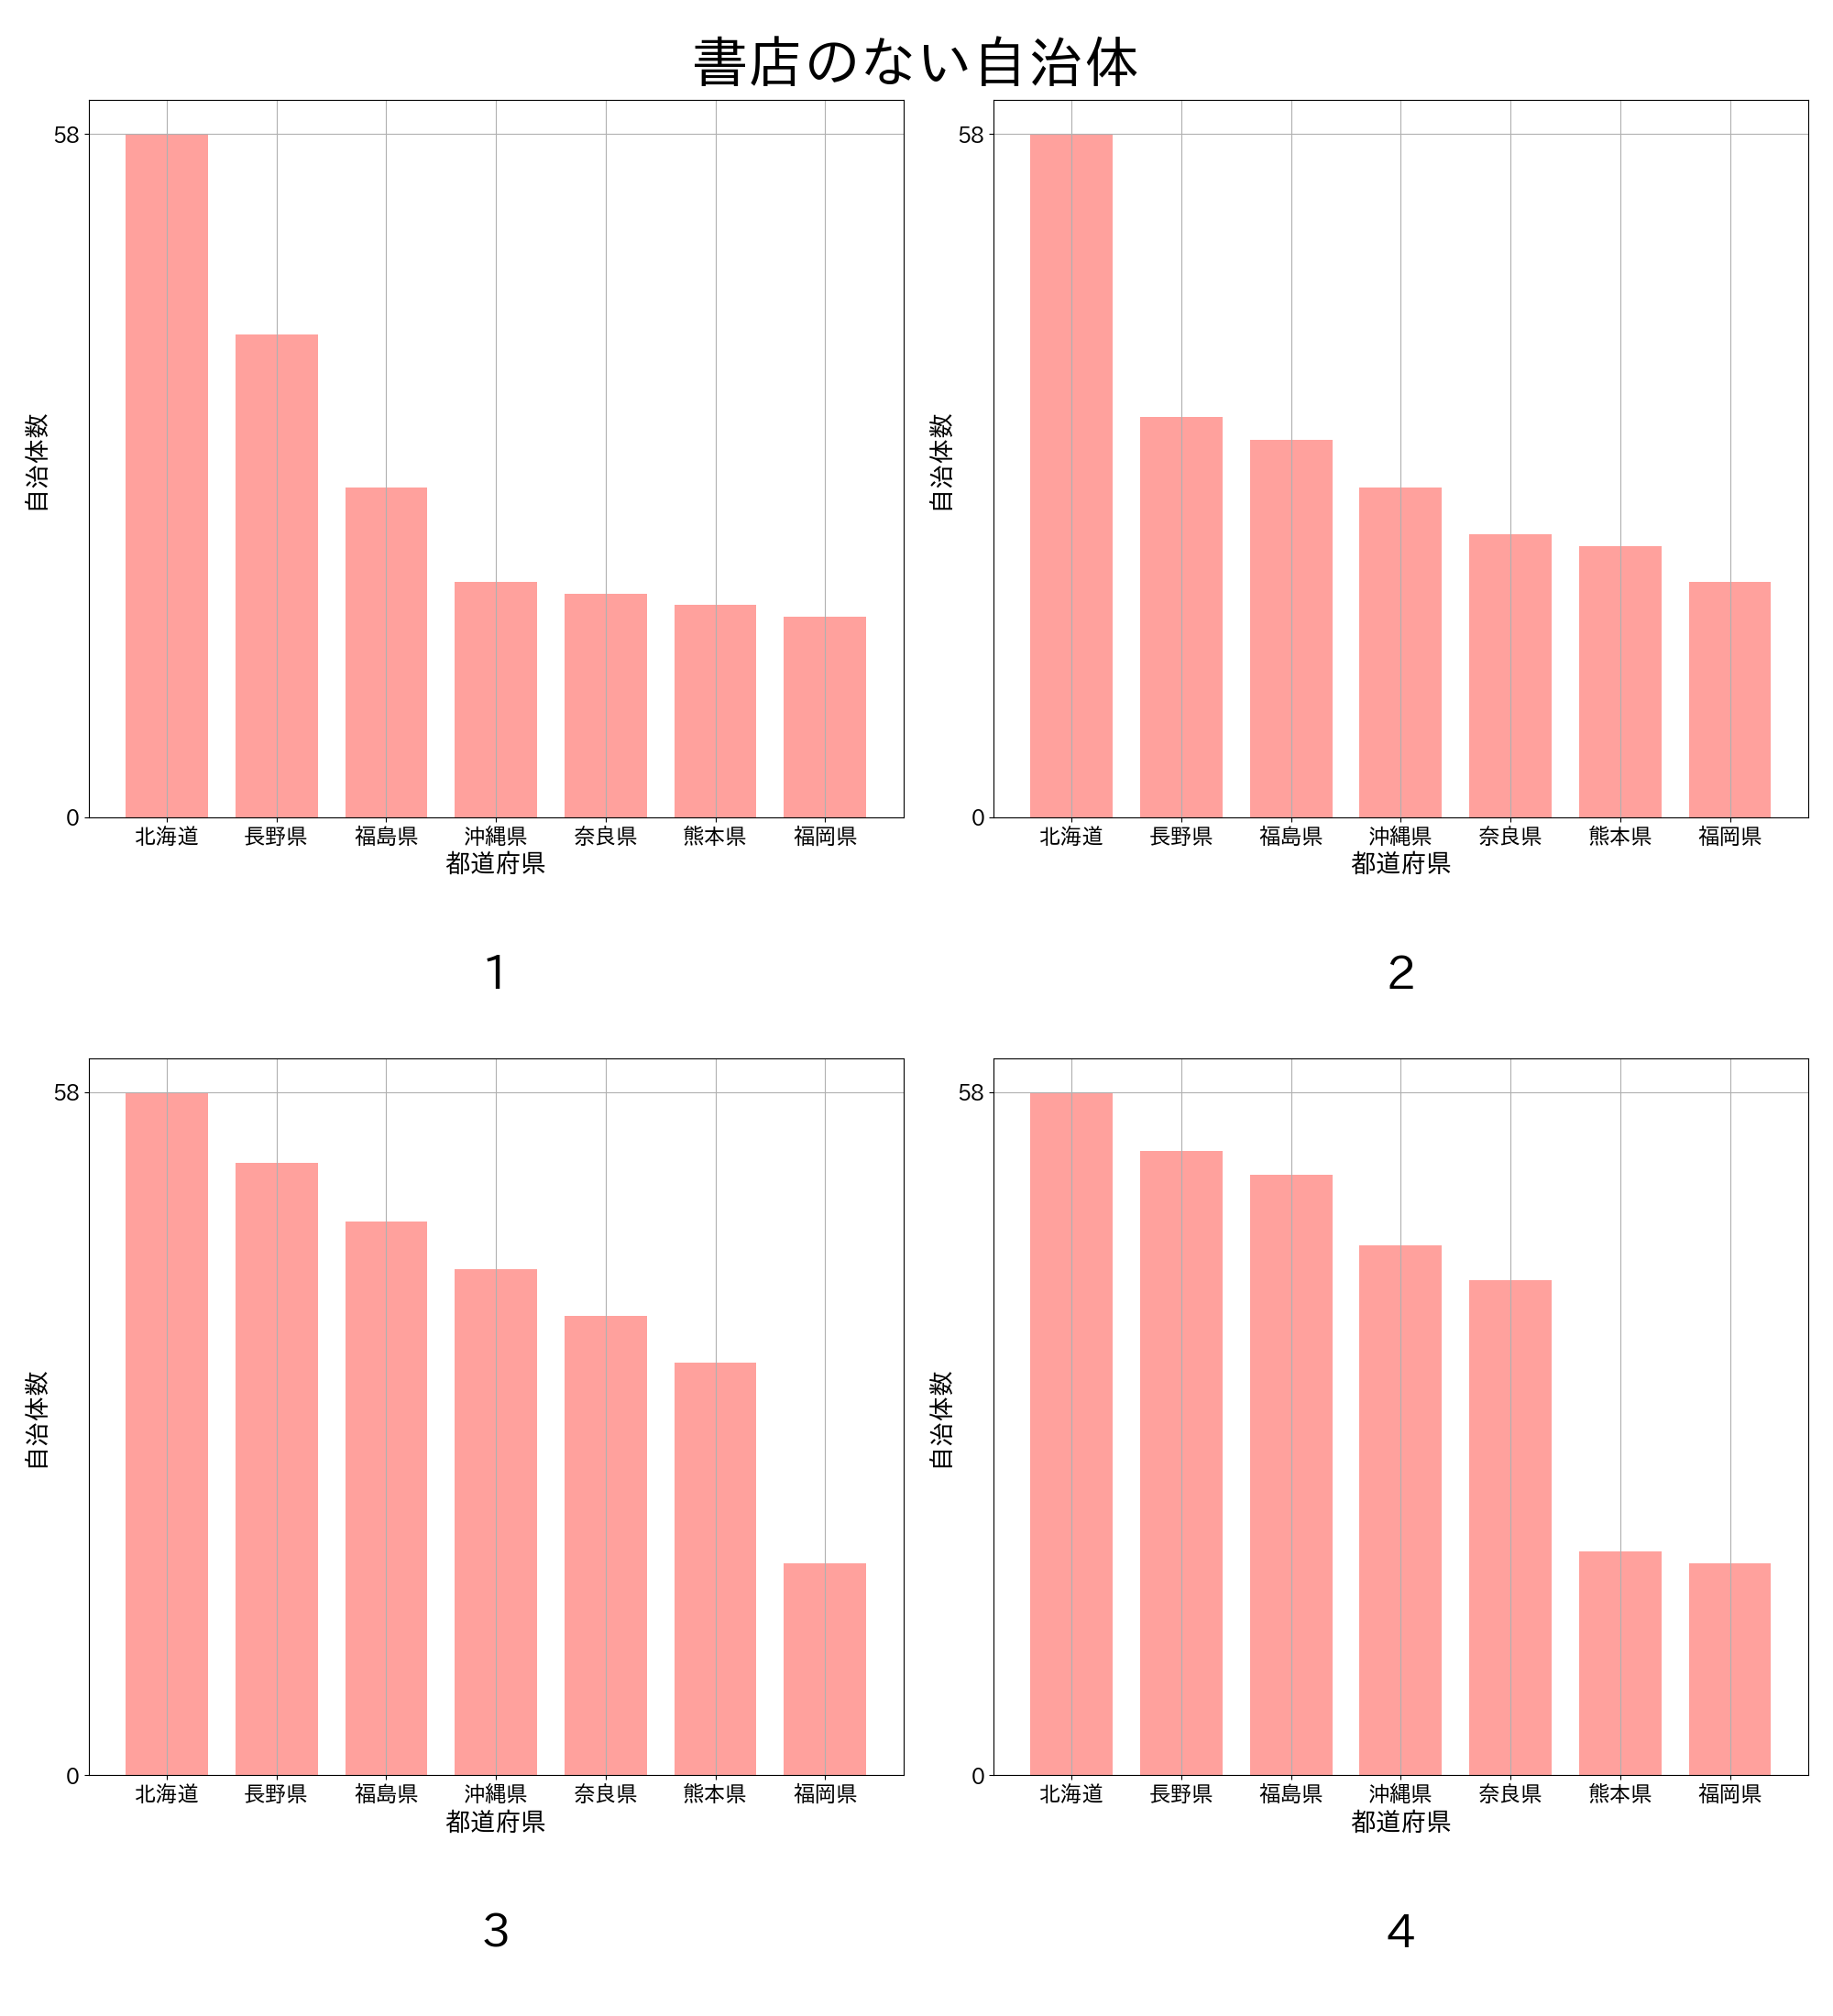 書店のない自治体
58
0
自治体数
北海道 長野県 福島県 沖縄県 奈良県 熊本県 福岡県
都道府県
1
58
0
自治体数
北海道 長野県 福島県 沖縄県 奈良県 熊本県 福岡県
都道府県
2
58
0
自治体数
北海道 長野県 福島県 沖縄県 奈良県 熊本県 福岡県
都道府県
3
58
0
自治体数
北海道 長野県 福島県 沖縄県 奈良県 熊本県 福岡県
都道府県
4